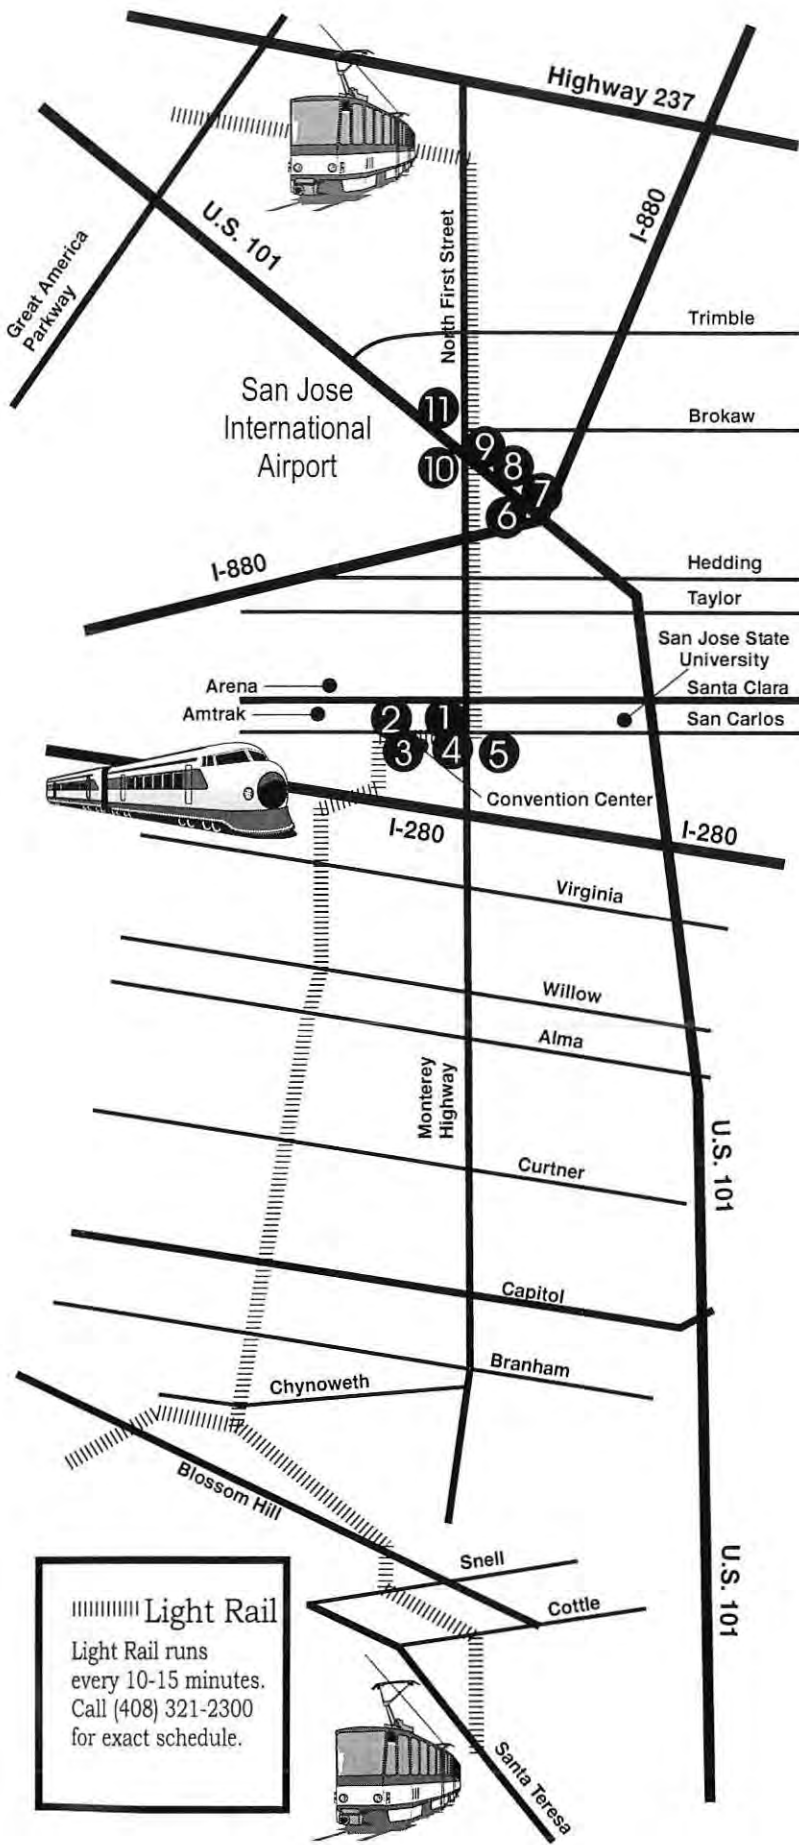 Highway 237
I-880
U.S. 101
Great America
Parkway
North First Street
Trimble
San Jose
International
Airport
11
Brokaw
9
10
8
7
6
I-880
Hedding
Taylor
San Jose State
University
Arena
Santa Clara
Amtrak
2
1
San Carlos
3
4
5
Convention Center
I-280
I-280
Virginia
Willow
Alma
Monterey
Highway
U.S. 101
Curtner
Capitol
Branham
Chynoweth
Blossom Hill
Snell
U.S. 101
Cottle
Light Rail
Light Rail runs
every 10-15 minutes.
Call (408) 321-2300
for exact schedule.
Santa Teresa